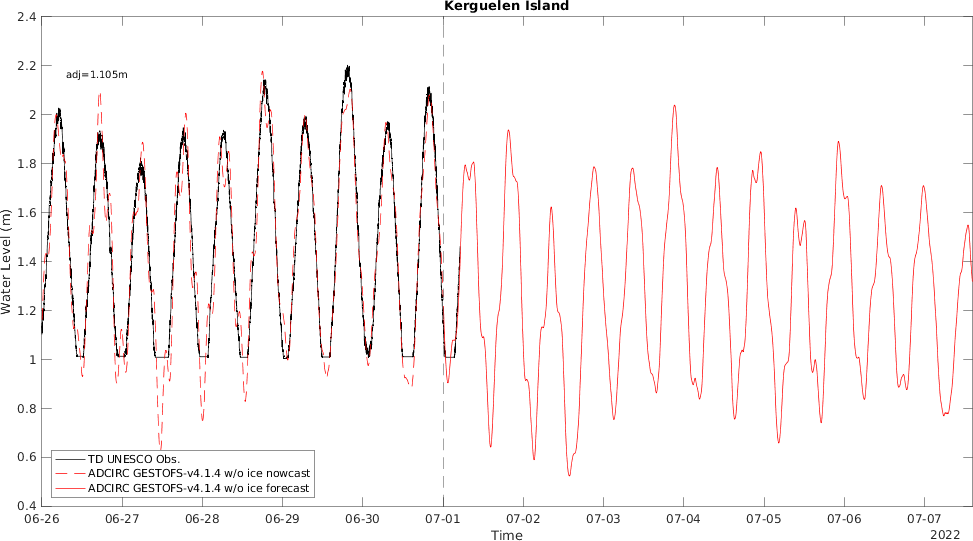 Kerguelen Island
2.4
2.2
adj=1.105m
2
1.8
1.6
1.4
1.2
1
0.8
0.6
0.4
Water Level (m)
TD UNESCO Obs.
ADCIRC GESTOFS-v4.1.4 w/o ice nowcast
ADCIRC GESTOFS-v4.1.4 w/o ice forecast
06-26 06-27 06-28 06-29 06-30 07-01 07-02 07-03 07-04 07-05 07-06 07-07
2022
Time